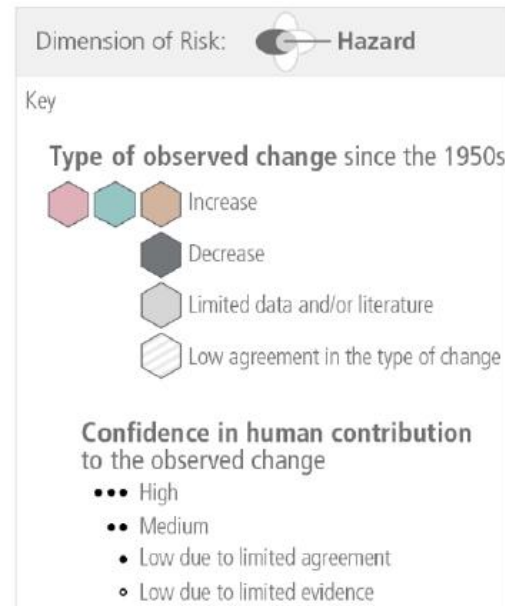 Dimension of Risk: Hazard
Key
Type of observed change since the 1950s
Increase
Decrease
Limited data and/or literature
Low agreement in the type of change
Confidence in human contribution
to the observed change
High
Medium
Low due to limited agreement
Low due to limited evidence